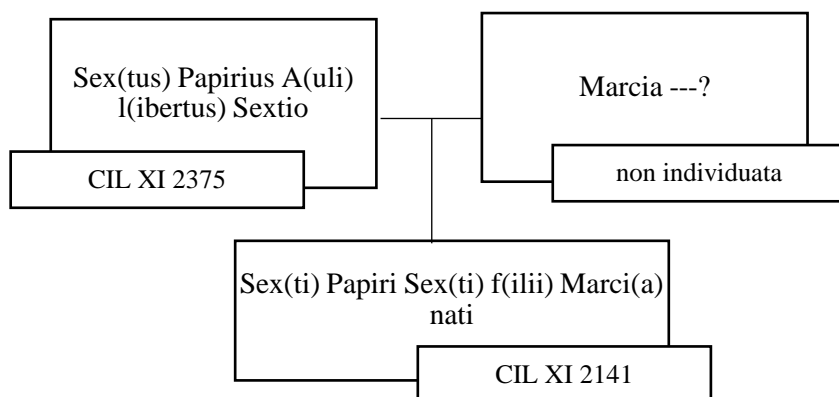 Sex(tus) Papirius A(uli)
l(ibertus) Sextio
CIL XI 2375
Marcia ---?
non individuata
Sex(ti) Papiri Sex(ti) f(ilii) Marci(a)
nati
CIL XI 2141